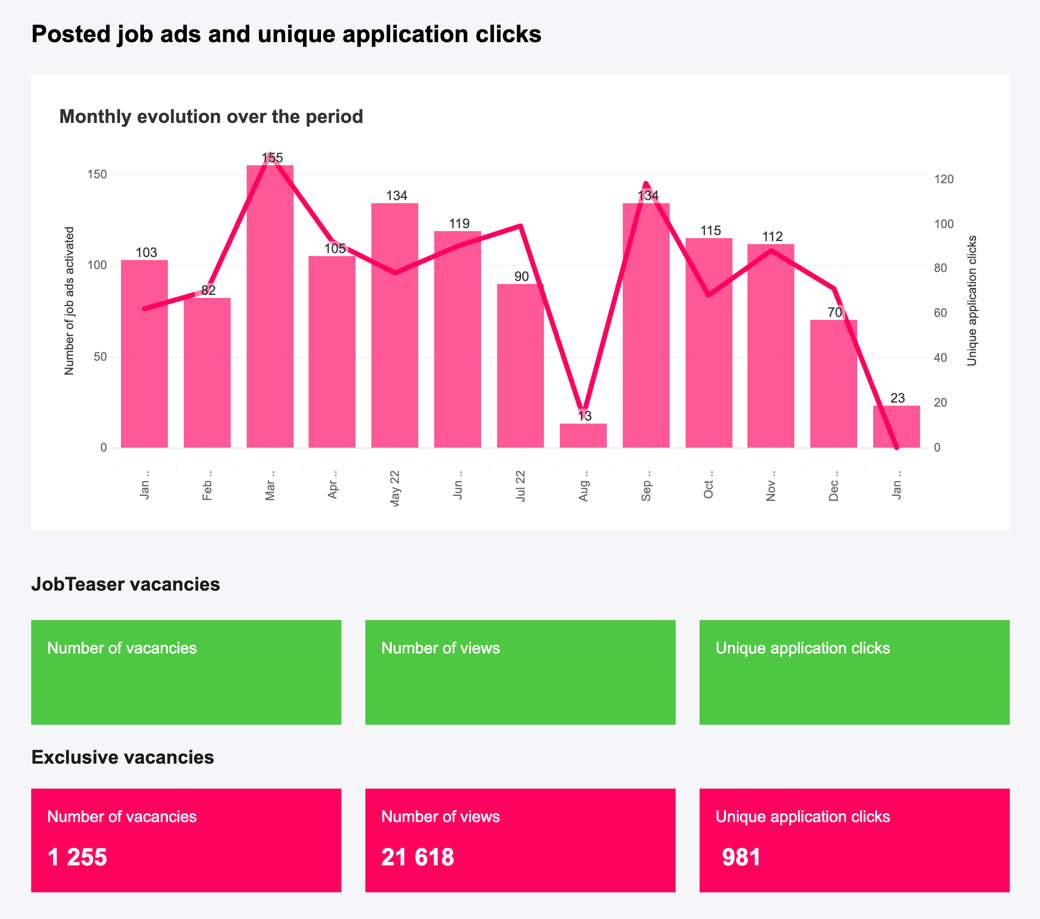 Posted job ads and unique application clicks
Monthly evolution over the period
Number of job ads activated
150
100
50
0
103
82
155
105
134
119
90
13
134
115
112
70
23
120
100
80
60
40
20
0
Unique application clicks
Jan ..
Feb ..
Mar ..
Apr ..
May 22
Jun ..
Jul 22
Aug ..
Sep ..
Oct ..
Nov ..
Dec ..
Jan ..
JobTeaser vacancies
Number of vacancies
Number of views
Unique application clicks
Exclusive vacancies
Number of vacancies
1 255
Number of views
21 618
Unique application clicks
981